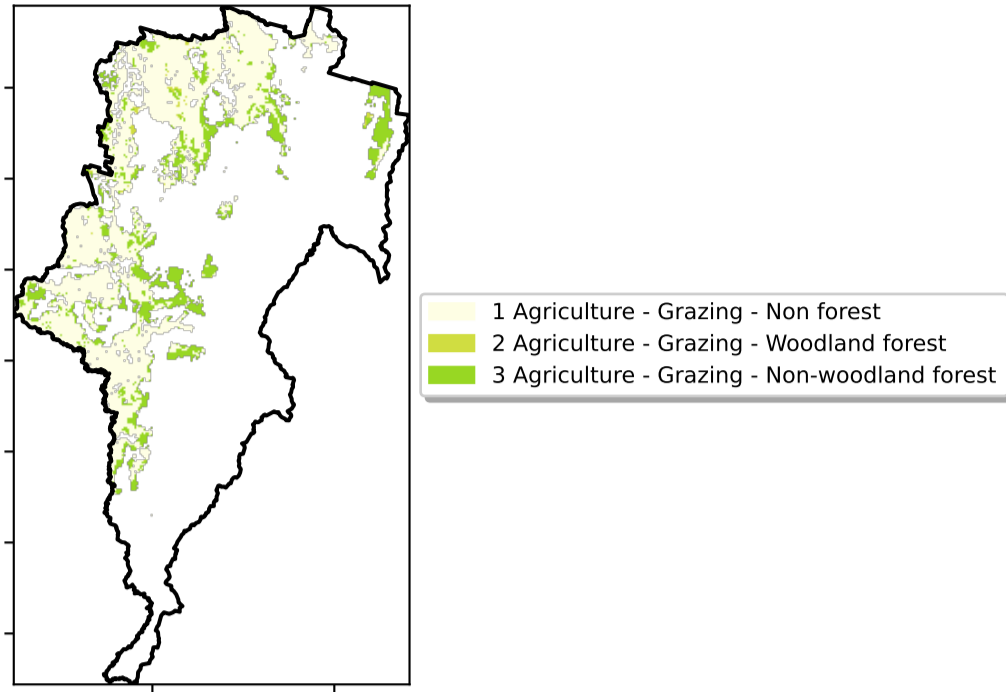 1 Agriculture - Grazing - Non forest
2 Agriculture - Grazing - Woodland forest
3 Agriculture - Grazing - Non-woodland forest